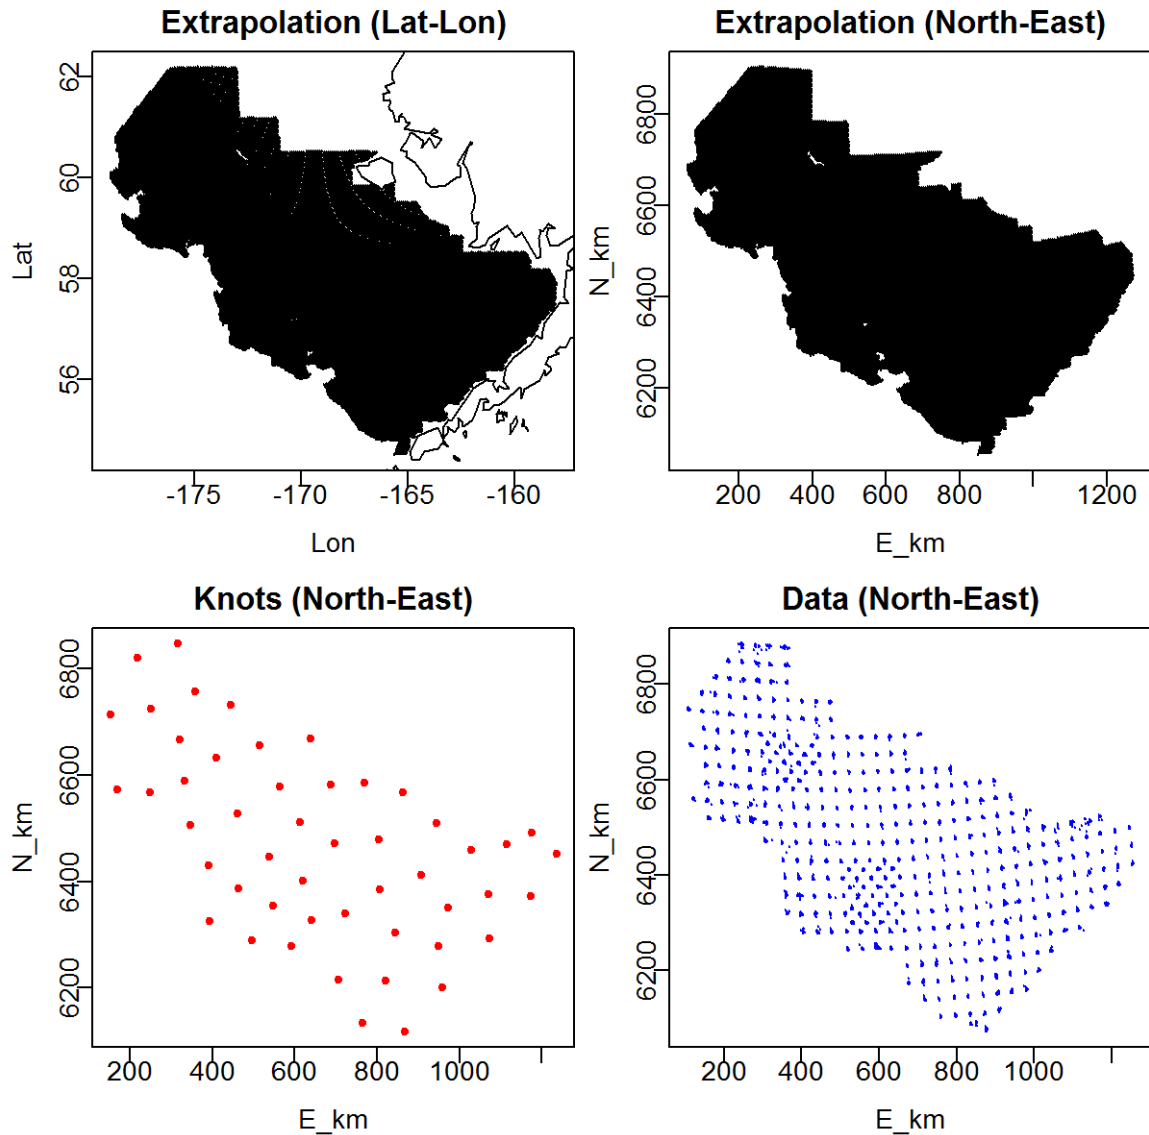 Extrapolation (Lat-Lon)
Lat
62
60
58
56
-175
-170
-165
-160
Lon
Extrapolation (North-East)
N_km
6800
6600
6400
6200
200
400
600
800
1200
E_km
Knots (North-East)
N_km
6800
6600
6400
6200
200
400
600
800
1000
E_km
Data (North-East)
N_km
6800
6600
6400
6200
200
400
600
800
1000
E_km